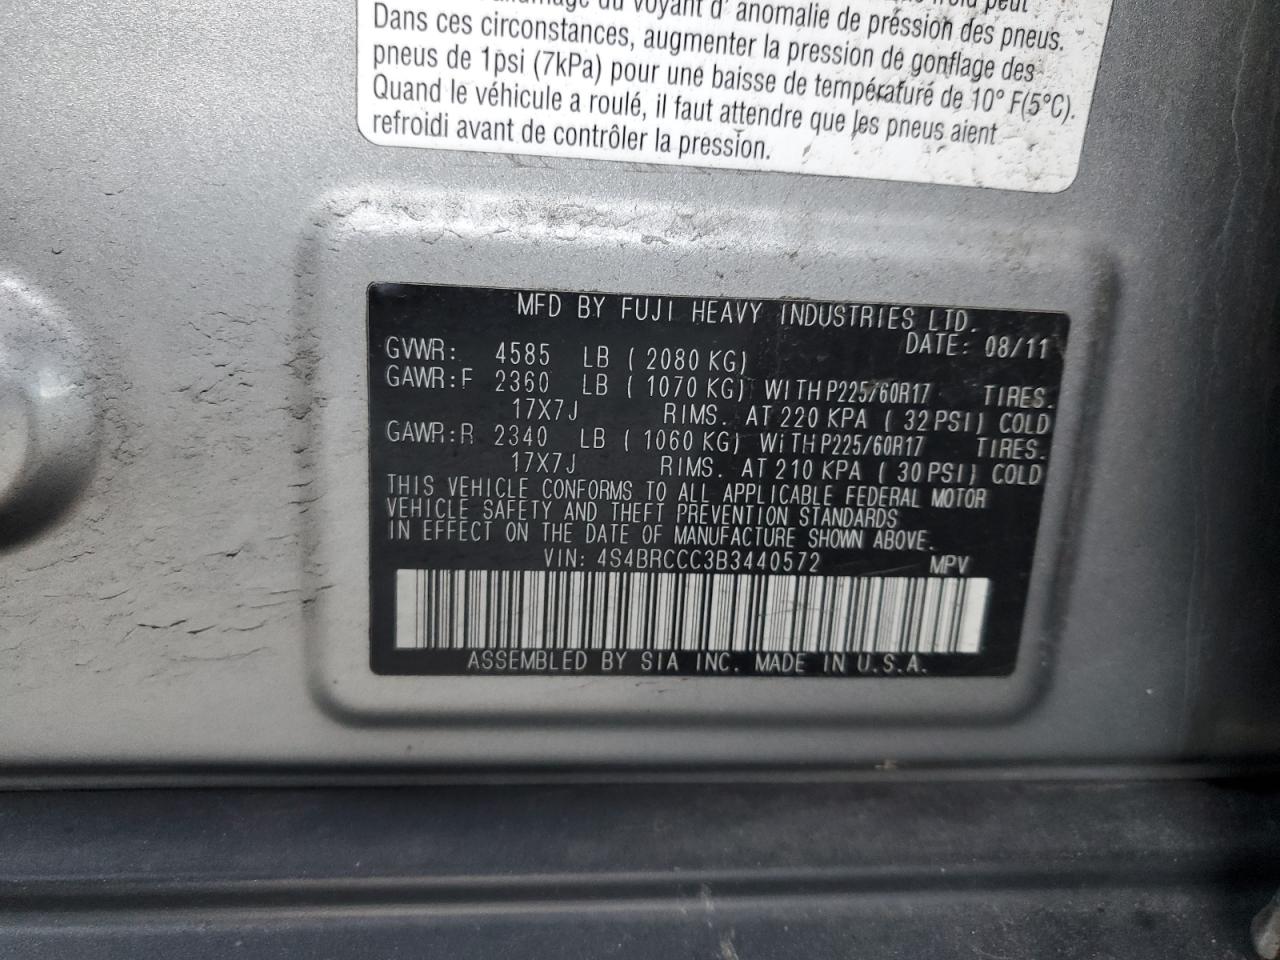 du voyant d'anomalie de préssion des pneus.
Dans ces circonstances, augmenter la pression de gonflage des
pneus de 1psi (7kPa) pour une baisse de température de 10° F(5°C).
Quand le véhicule a roulé, il faut attendre que les pneus aient
refroidi avant de contrôler la pression.
MFD BY FUJI HEAVY INDUSTRIES LTD.
DATE: 08/11
GVWR: 4585 LB ( 2080 KG)
GAWR:F 2360 LB ( 1070 KG) WITH P225/60R17 TIRES.
17X7J RIMS. AT 220 KPA ( 32 PSI) COLD
GAWR:R 2340 LB ( 1060 KG) WITH P225/60R17 TIRES.
17X7J RIMS. AT 210 KPA ( 30 PSI) COLD
THIS VEHICLE CONFORMS TO ALL APPLICABLE FEDERAL MOTOR
VEHICLE SAFETY AND THEFT PREVENTION STANDARDS
IN EFFECT ON THE DATE OF MANUFACTURE SHOWN ABOVE.
VIN: 4S4BRCCC3B3440572 MPV
ASSEMBLED BY SIA INC. MADE IN U.S.A.